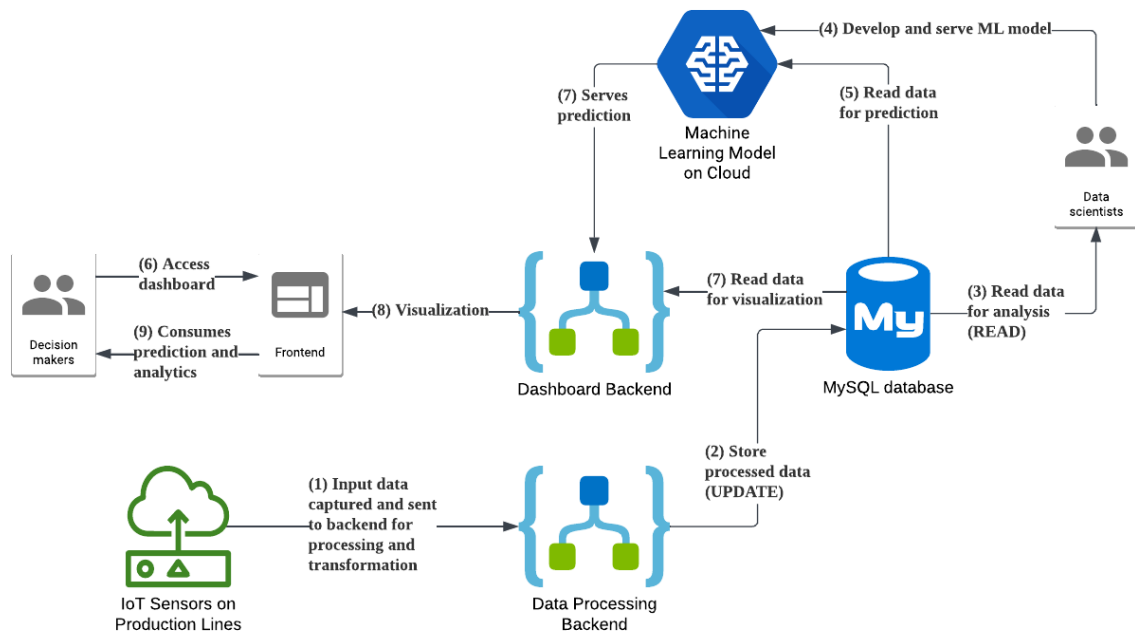 (4) Develop and serve ML model
(7) Serves
prediction
(5) Read data
for prediction
Machine
Learning Model
on Cloud
Data
scientists
(6) Access
dashboard
(7) Read data
for visualization
(3) Read data
for analysis
(READ)
(8) Visualization
My
(9) Consumes
prediction and
analytics
Decision
makers
Frontend
Dashboard Backend
MySQL database
(2) Store
processed data
(UPDATE)
(1) Input data
captured and sent
to backend for
processing and
transformation
IoT Sensors on
Production Lines
Data Processing
Backend